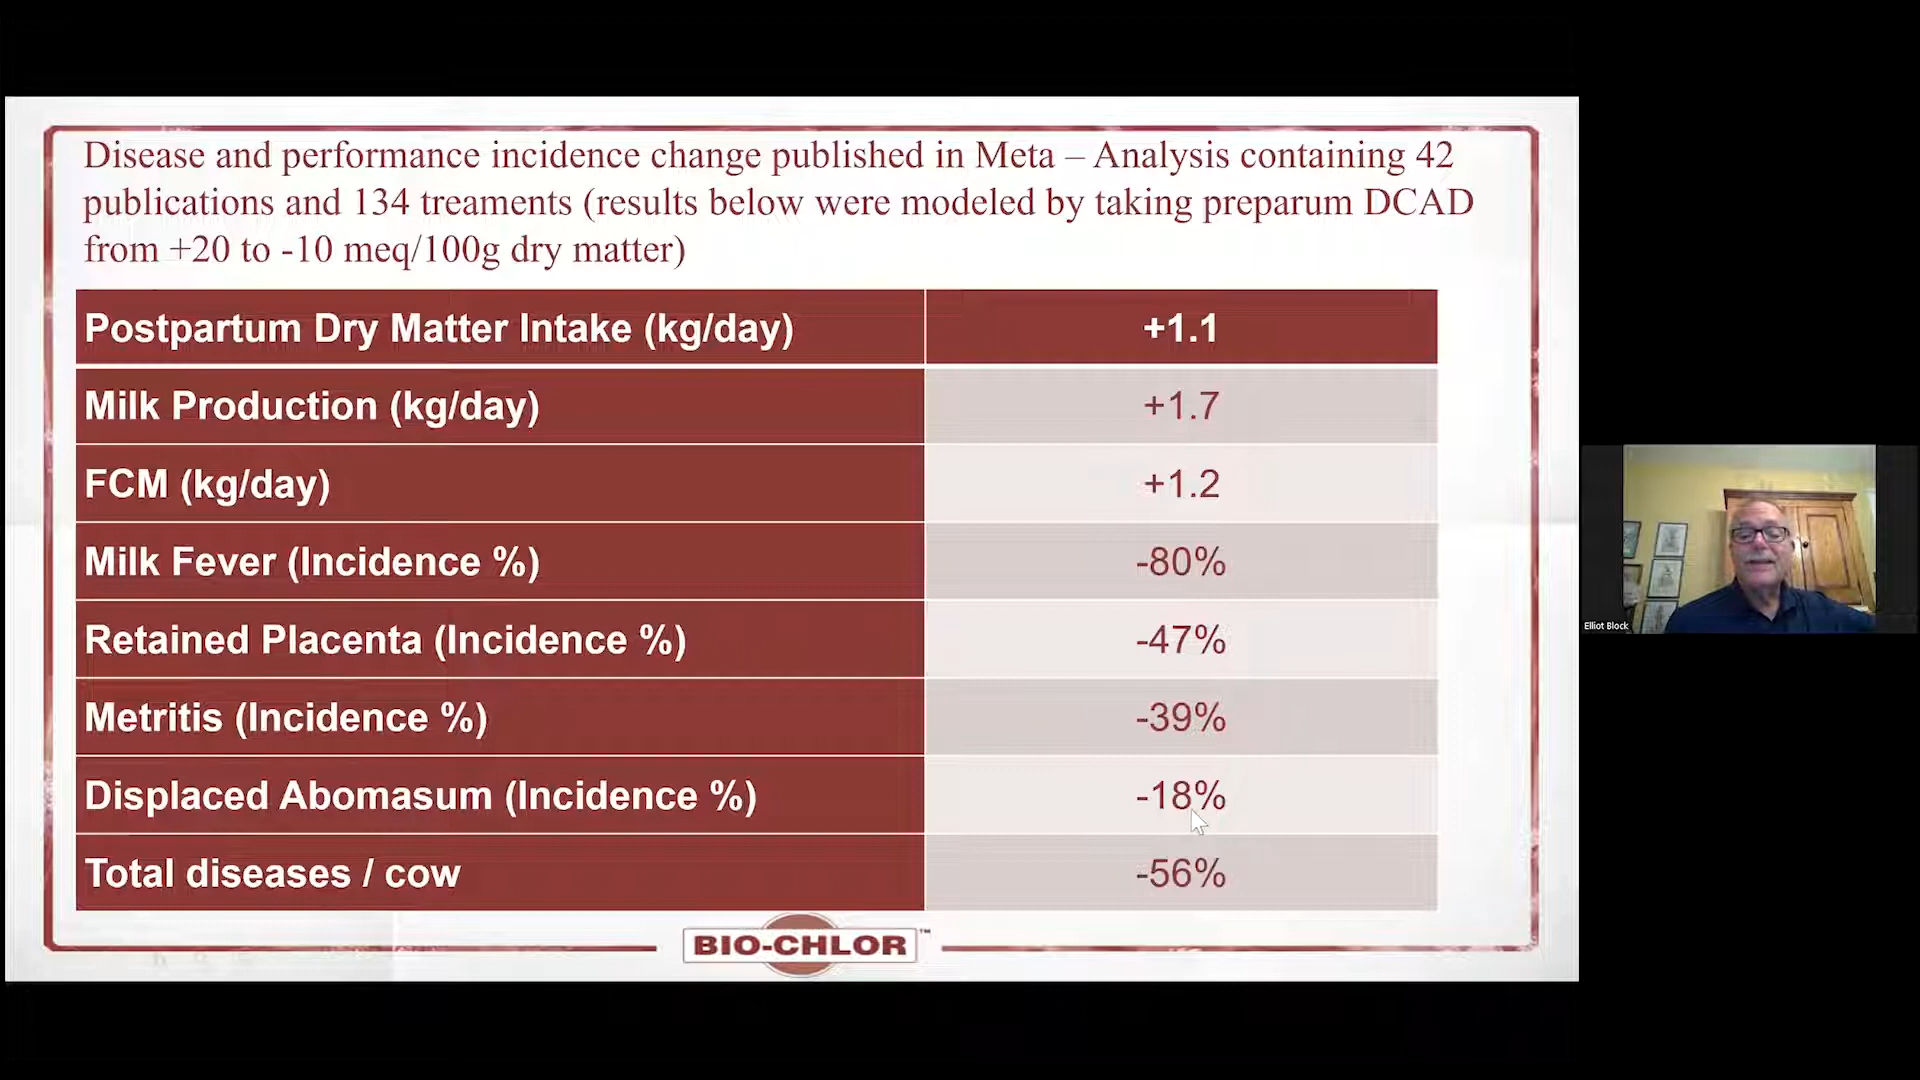 Disease and performance incidence change published in Meta – Analysis containing 42
publications and 134 treaments (results below were modeled by taking preparum DCAD
from +20 to -10 meq/100g dry matter)
Postpartum Dry Matter Intake (kg/day) +1.1
Milk Production (kg/day) +1.7
FCM (kg/day) +1.2
Milk Fever (Incidence %) -80%
Retained Placenta (Incidence %) -47%
Metritis (Incidence %) -39%
Displaced Abomasum (Incidence %) -18%
Total diseases / cow -56%
BIO-CHLOR™
Elliot Block